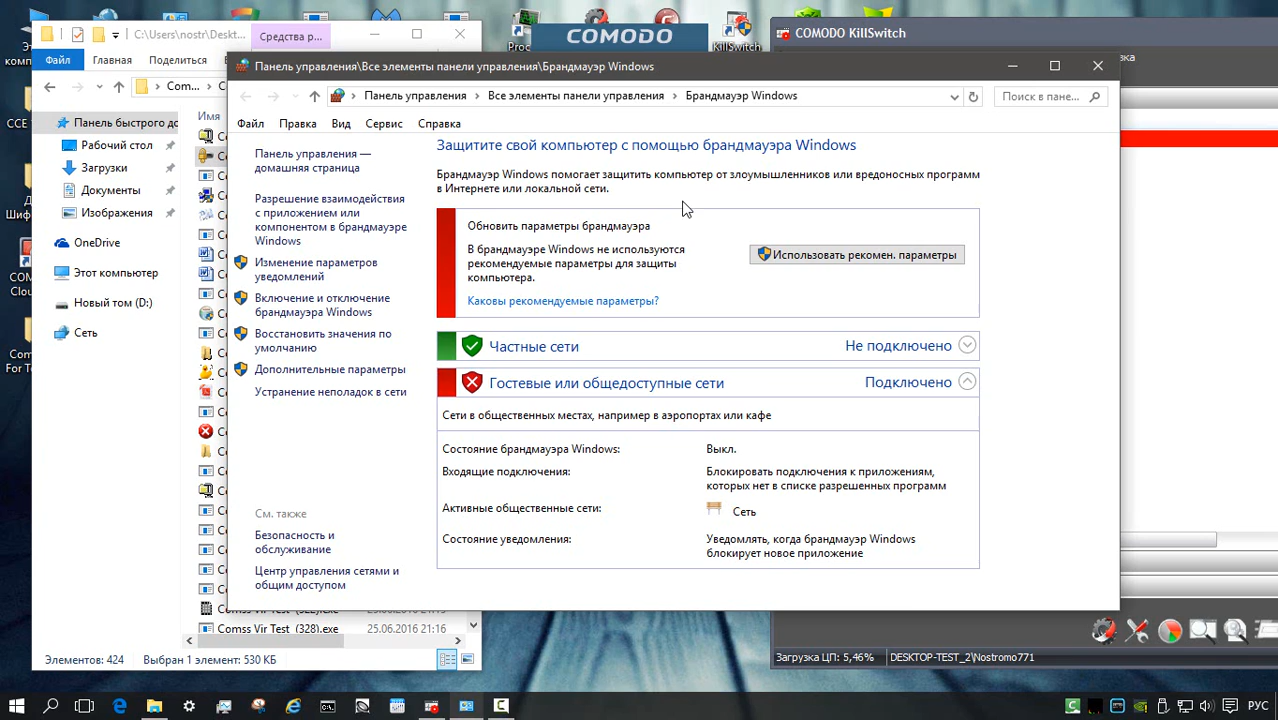 COMODO
COMODO KillSwitch
C:\Users\nostr\Deskt...
Средства р...
Файл
Главная
Поделиться
KillSwitch
Панель управления\Все элементы панели управления\Брандмауэр Windows
Панель управления
Все элементы панели управления
Брандмауэр Windows
Поиск в пане...
Файл
Правка
Вид
Сервис
Справка
Имя
Панель быстрого до
Рабочий стол
Загрузки
Документы
Изображения
OneDrive
Этот компьютер
Новый том (D:)
Сеть
Панель управления —
домашняя страница
Разрешение взаимодействия
с приложением или
компонентом в брандмауэре
Windows
Изменение параметров
уведомлений
Включение и отключение
брандмауэра Windows
Восстановить значения по
умолчанию
Дополнительные параметры
Устранение неполадок в сети
См. также
Безопасность и
обслуживание
Центр управления сетями и
общим доступом
Защитите свой компьютер с помощью брандмауэра Windows
Брандмауэр Windows помогает защитить компьютер от злоумышленников или вредоносных программ
в Интернете или локальной сети.
Обновить параметры брандмауэра
В брандмауэре Windows не используются
рекомендуемые параметры для защиты
компьютера.
Использовать рекомен. параметры
Каковы рекомендуемые параметры?
Частные сети
Не подключено
Гостевые или общедоступные сети
Подключено
Сети в общественных местах, например в аэропортах или кафе
Состояние брандмауэра Windows:
Выкл.
Входящие подключения:
Блокировать подключения к приложениям,
которых нет в списке разрешенных программ
Активные общественные сети:
Сеть
Состояние уведомления:
Уведомлять, когда брандмауэр Windows
блокирует новое приложение
Comss Vir Test (328).exe
25.06.2016 21:16
Элементов: 424
Выбран 1 элемент: 530 КБ
Загрузка ЦП: 5,46%
DESKTOP-TEST_2\Nostromo771
РУС